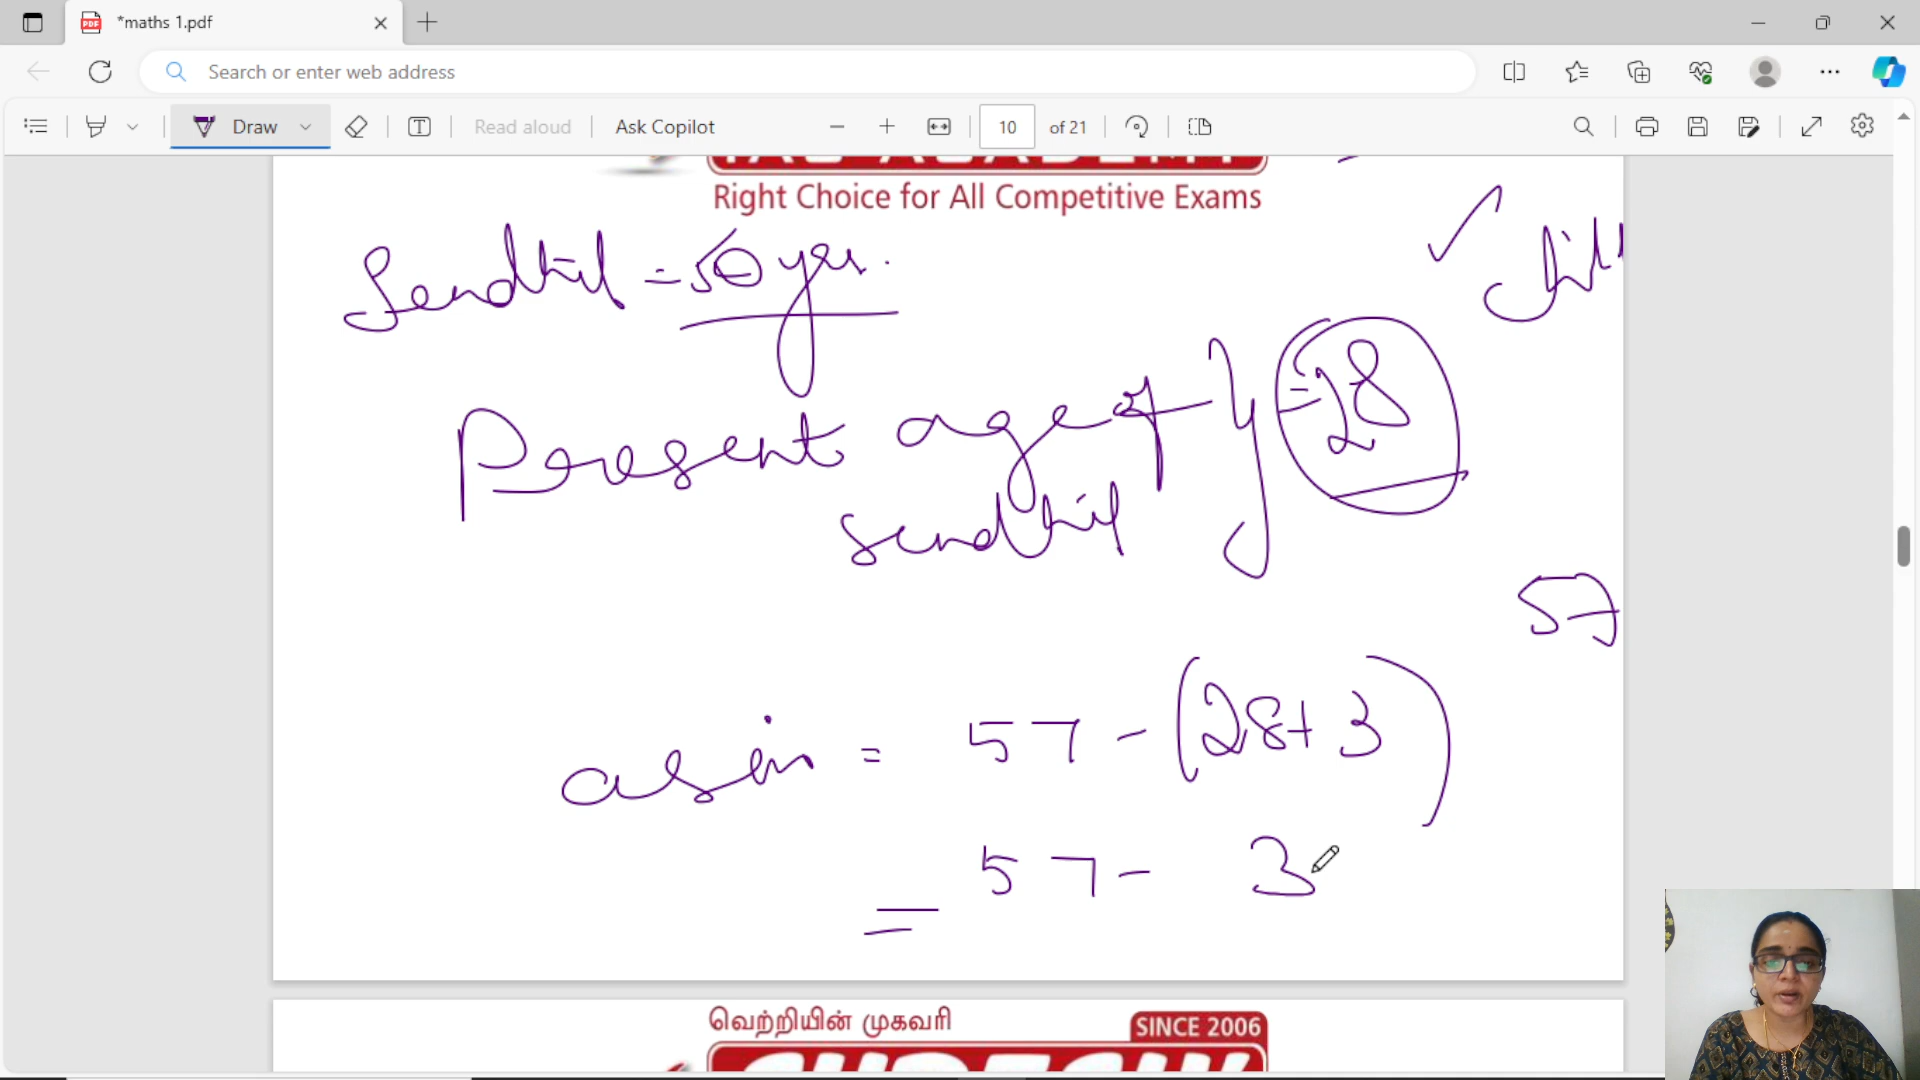 *maths 1.pdf
Search or enter web address
Draw
Read aloud
Ask Copilot
10
of 21
Right Choice for All Competitive Exams
Sendhil = 50 yrs.
Present age of
sendhil
= 28
57
asin = 57 - (28+3)
= 57 - 3
வெற்றியின் முகவரி
SINCE 2006